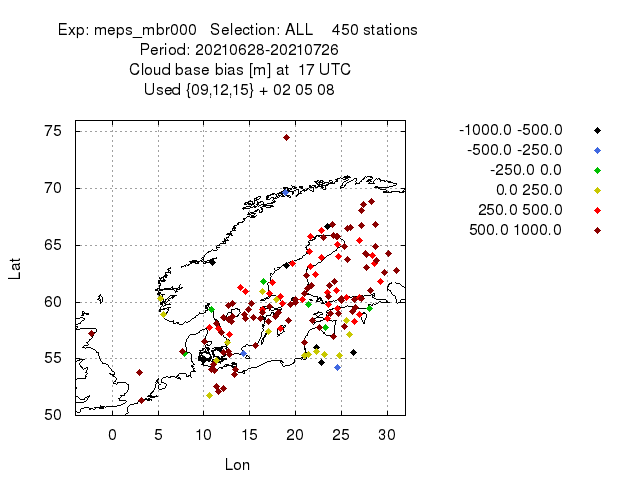 Exp: meps_mbr000 Selection: ALL 450 stations
Period: 20210628-20210726
Cloud base bias [m] at 17 UTC
Used {09,12,15} + 02 05 08
-1000.0 -500.0
-500.0 -250.0
-250.0 0.0
0.0 250.0
250.0 500.0
500.0 1000.0
75
70
65
60
55
50
Lat
0 5 10 15 20 25 30
Lon